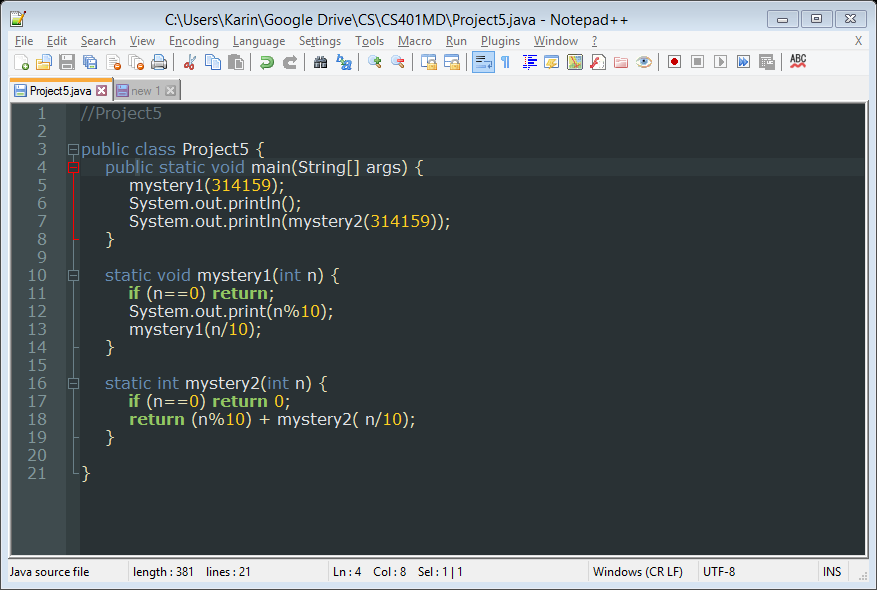 C:\Users\Karin\Google Drive\CS\CS401MD\Project5.java - Notepad++
File Edit Search View Encoding Language Settings Tools Macro Run Plugins Window ? X
ABC
Project5.java new 1
1 //Project5
2
3 public class Project5 {
4 public static void main(String[] args) {
5 mystery1(314159);
6 System.out.println();
7 System.out.println(mystery2(314159));
8 }
9
10 static void mystery1(int n) {
11 if (n==0) return;
12 System.out.print(n%10);
13 mystery1(n/10);
14 }
15
16 static int mystery2(int n) {
17 if (n==0) return 0;
18 return (n%10) + mystery2( n/10);
19 }
20
21 }
Java source file length : 381 lines : 21 Ln : 4 Col : 8 Sel : 1 | 1 Windows (CR LF) UTF-8 INS